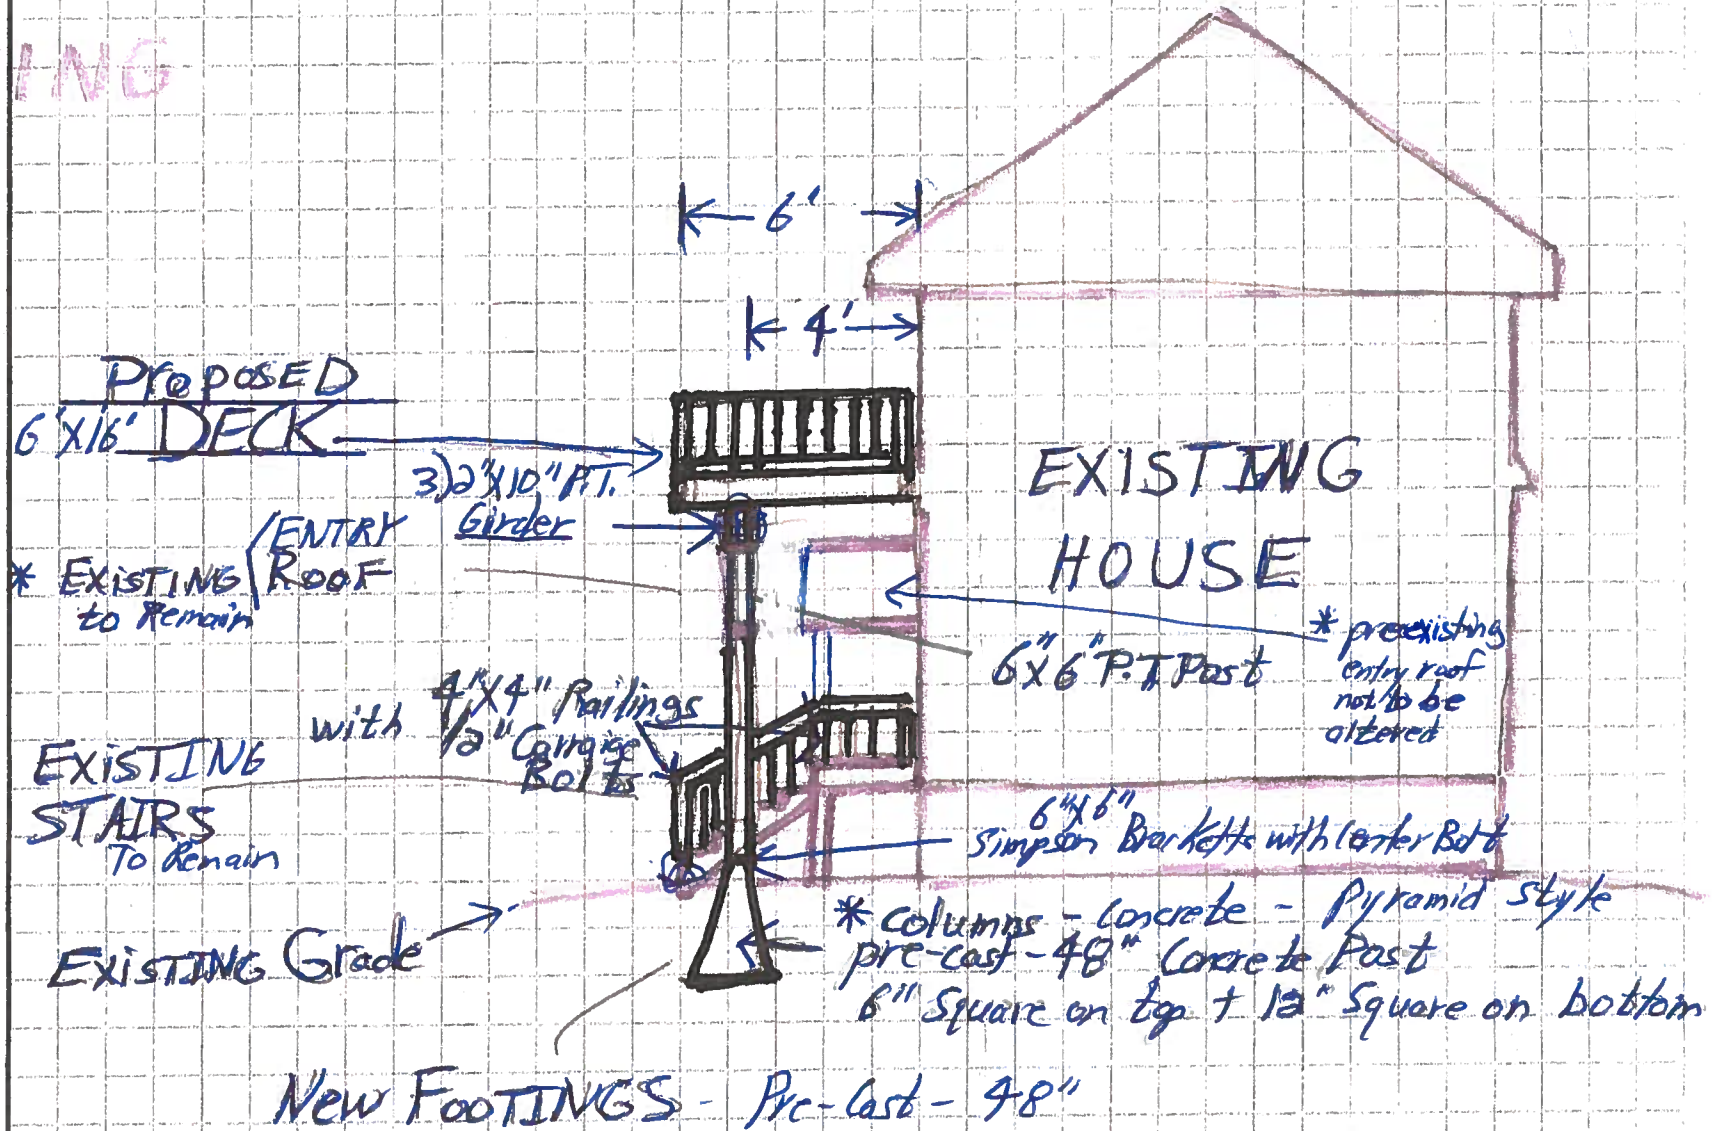 ING
6'
4'
Proposed
6'x16' DECK
3)2"x10" P.T.
Girder
* EXISTING
to Remain
ENTRY
ROOF
EXISTING
HOUSE
* preexisting
entry roof
not to be
altered
6"x6" P.T Post
4"x4" Railings
with 1/2" Carraige
Bolts
EXISTING
STAIRS
To Remain
6"x6"
Simpson Bracketts with Center Bolt
EXISTING Grade
* columns - concrete - Pyramid style
pre-cast - 48" Concrete Post
6" Square on top + 12" Square on bottom
New FOOTINGS - Pre-Cast - 48"